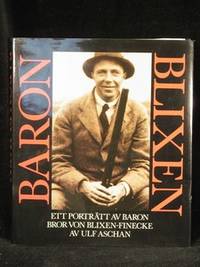 BARON
BLIXEN
ETT PORTRÄTT AV BARON
BROR VON BLIXEN-FINECKE
AV ULF ASCHAN